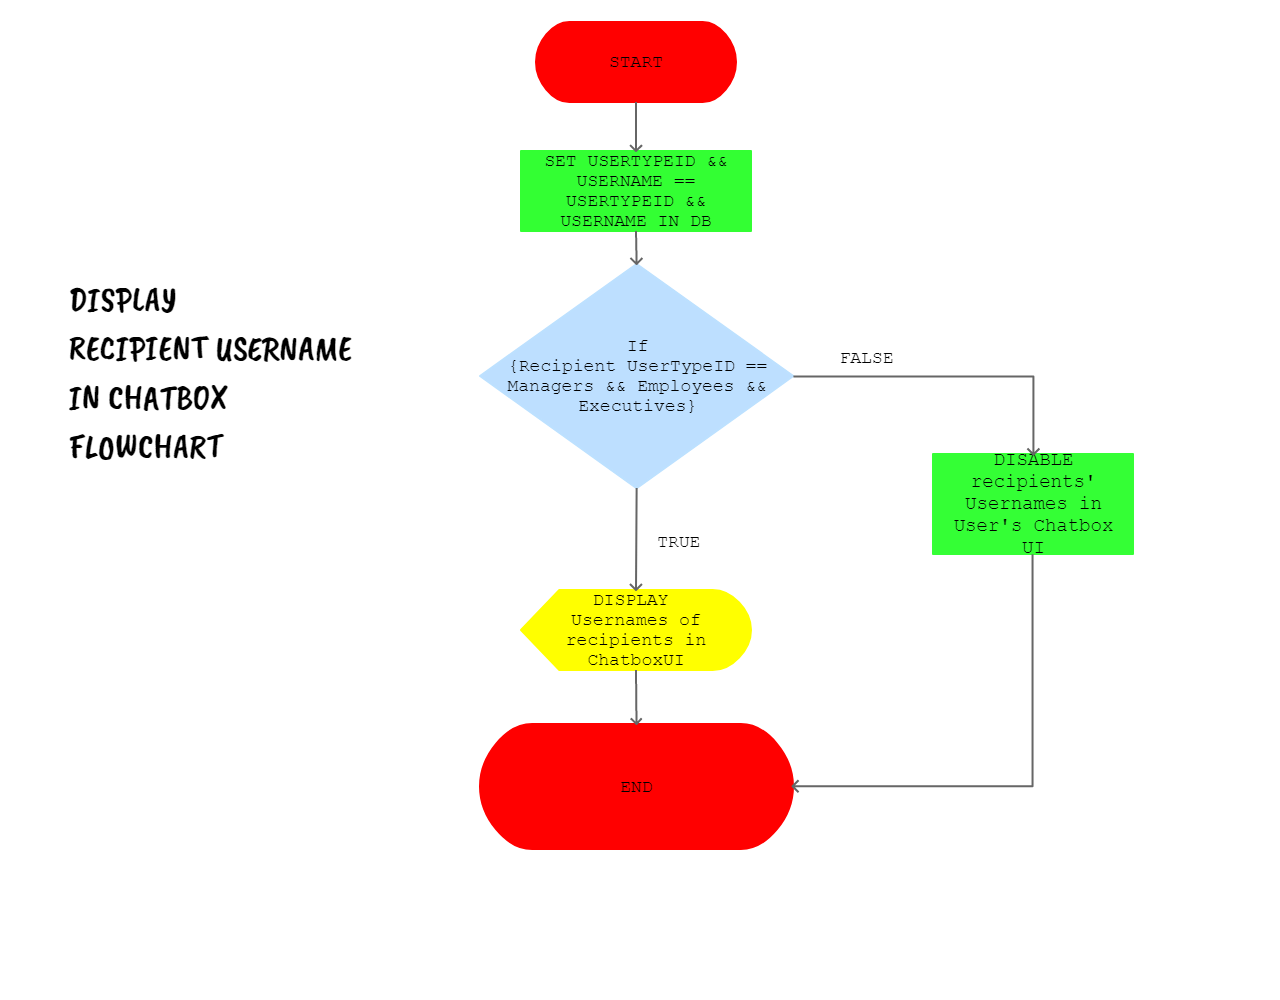 START
SET USERTYPEID &&
USERNAME ==
USERTYPEID &&
USERNAME IN DB
DISPLAY
RECIPIENT USERNAME
IN CHATBOX
FLOWCHART
If
{Recipient UserTypeID ==
Managers && Employees &&
Executives}
FALSE
DISABLE
recipients'
Usernames in
User's Chatbox
UI
TRUE
DISPLAY
Usernames of
recipients in
ChatboxUI
END